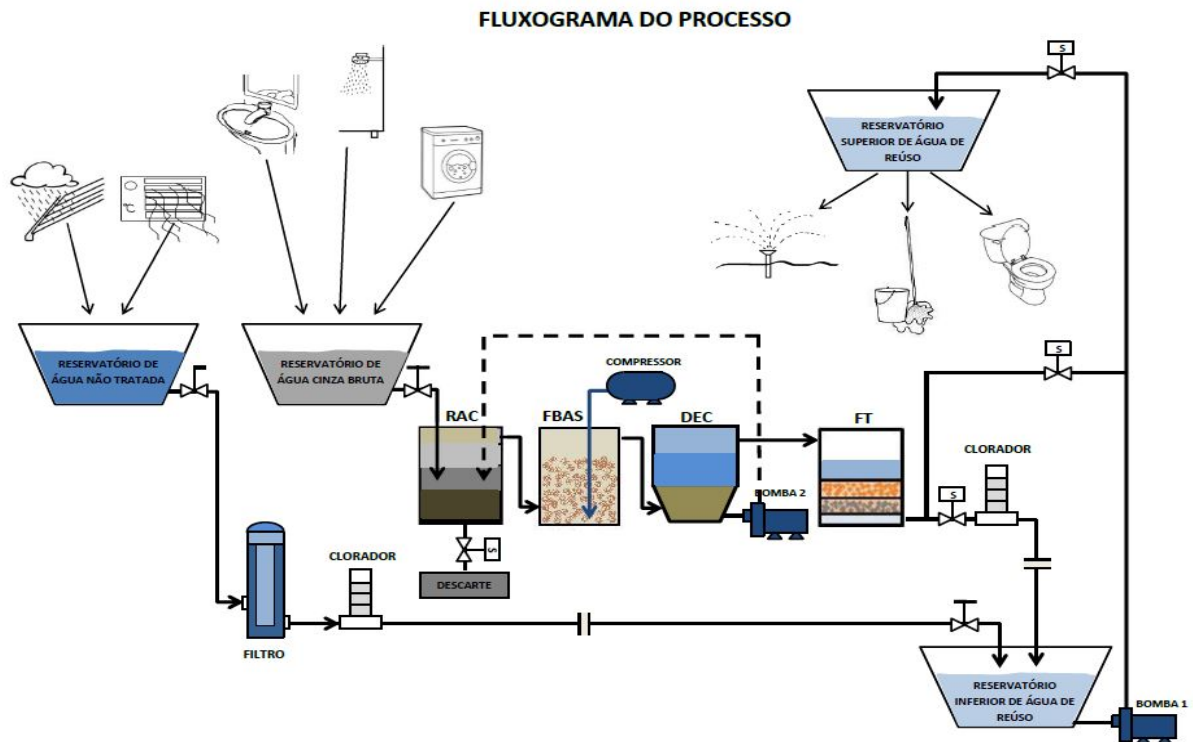 FLUXOGRAMA DO PROCESSO
S
RESERVATÓRIO
SUPERIOR DE ÁGUA DE
REÚSO
°C
RESERVATÓRIO DE
ÁGUA NÃO TRATADA
RESERVATÓRIO DE
ÁGUA CINZA BRUTA
COMPRESSOR
S
RAC
FBAS
DEC
FT
CLORADOR
BOMBA 2
S
S
DESCARTE
CLORADOR
FILTRO
RESERVATÓRIO
INFERIOR DE ÁGUA DE
REÚSO
BOMBA 1